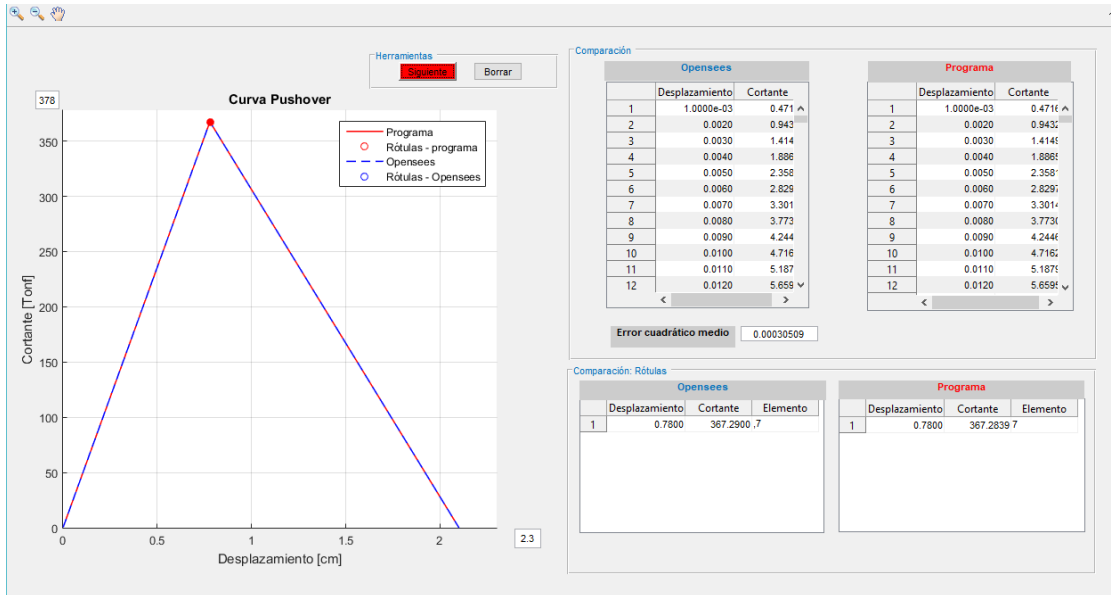 Herramientas
Siguiente Borrar
378
Curva Pushover
Programa
Rótulas - programa
Opensees
Rótulas - Opensees
350
300
250
200
150
100
50
0
Cortante [Tonf]
0 0.5 1 1.5 2
2.3
Desplazamiento [cm]
Comparación
Opensees
Desplazamiento Cortante
1 1.0000e-03 0.471
2 0.0020 0.943
3 0.0030 1.414
4 0.0040 1.886
5 0.0050 2.358
6 0.0060 2.829
7 0.0070 3.301
8 0.0080 3.773
9 0.0090 4.244
10 0.0100 4.716
11 0.0110 5.187
12 0.0120 5.659
Programa
Desplazamiento Cortante
1 1.0000e-03 0.4716
2 0.0020 0.9432
3 0.0030 1.4149
4 0.0040 1.8865
5 0.0050 2.3581
6 0.0060 2.8297
7 0.0070 3.3014
8 0.0080 3.7730
9 0.0090 4.2446
10 0.0100 4.7162
11 0.0110 5.1879
12 0.0120 5.6595
Error cuadrático medio 0.00030509
Comparación: Rótulas
Opensees
Desplazamiento Cortante Elemento
1 0.7800 367.2900 ,7
Programa
Desplazamiento Cortante Elemento
1 0.7800 367.2839 7